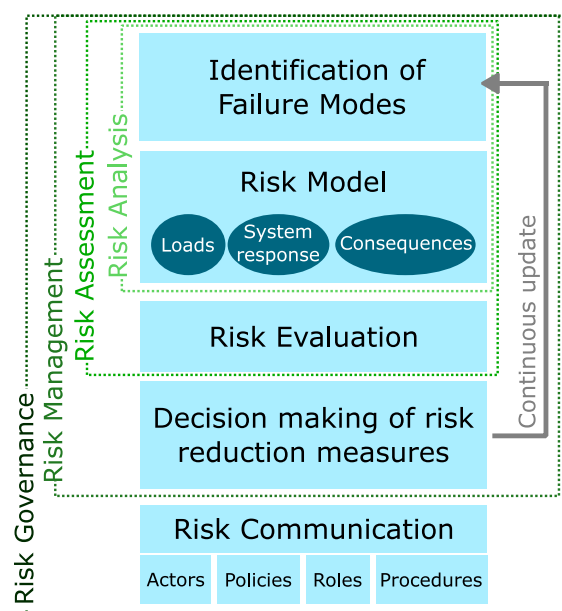 Identification of
Failure Modes
Risk Model
Loads
System
response
Consequences
Risk Evaluation
Decision making of risk
reduction measures
Risk Communication
Actors
Policies
Roles
Procedures
Risk Governance
Risk Management
Risk Assessment
Risk Analysis
Continuous update